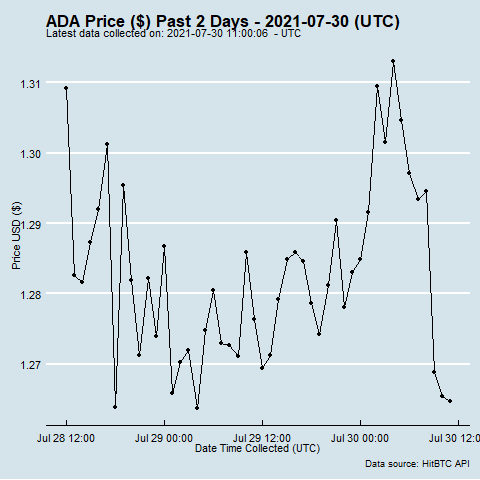 ADA Price ($) Past 2 Days - 2021-07-30 (UTC)
Latest data collected on: 2021-07-30 11:00:06 - UTC
1.31
1.30
1.29
1.28
1.27
Price USD ($)
Jul 28 12:00 Jul 29 00:00 Jul 29 12:00 Jul 30 00:00 Jul 30 12:00
Date Time Collected (UTC)
Data source: HitBTC API